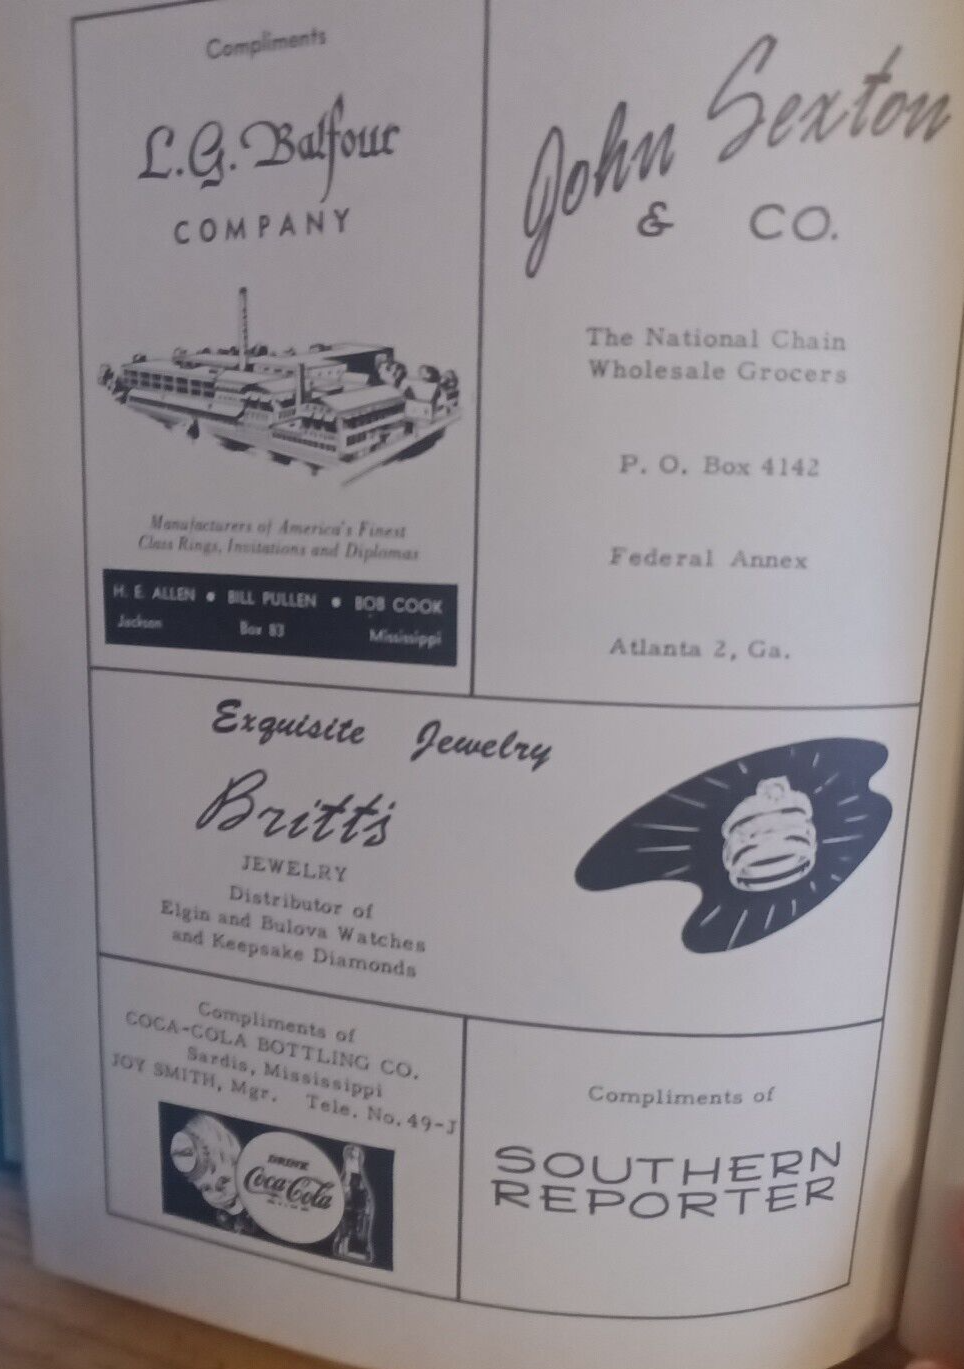 Compliments
L.G. Balfour
COMPANY
Manufacturers of America's Finest
Class Rings, Invitations and Diplomas
H. E. ALLEN • BILL PULLEN • BOB COOK
Jackson Box 83 Mississippi
John Sexton
& CO.
The National Chain
Wholesale Grocers
P. O. Box 4142
Federal Annex
Atlanta 2, Ga.
Exquisite Jewelry
Britt's
JEWELRY
Distributor of
Elgin and Bulova Watches
and Keepsake Diamonds
Compliments of
COCA-COLA BOTTLING CO.
Sardis, Mississippi
JOY SMITH, Mgr. Tele. No. 49-J
DRINK
Coca-Cola
Compliments of
SOUTHERN
REPORTER